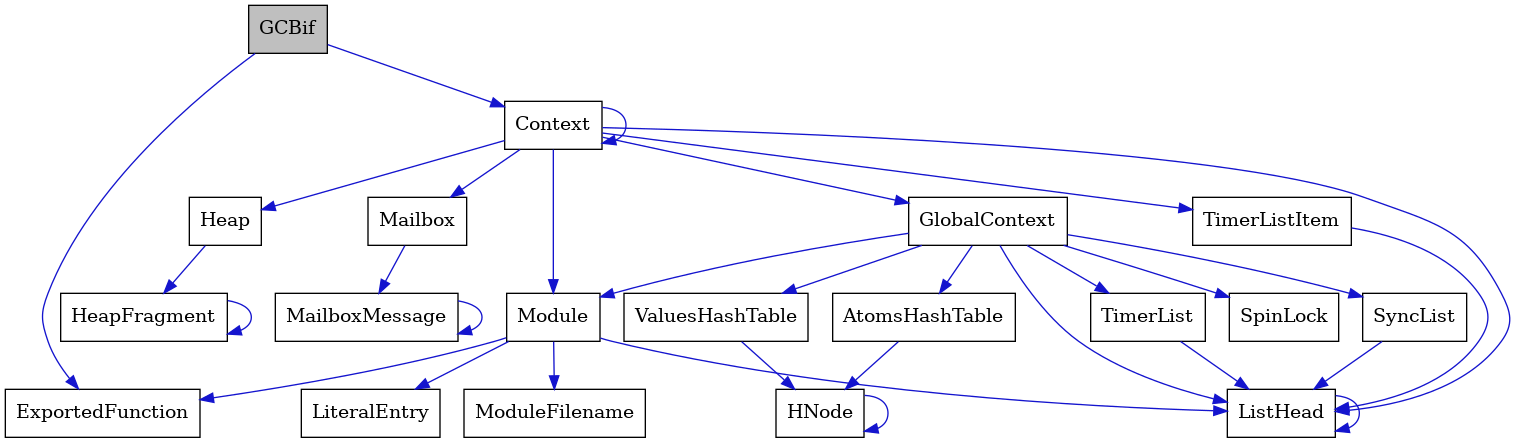 GCBif
Context
Heap
Mailbox
GlobalContext
TimerListItem
HeapFragment
MailboxMessage
Module
ValuesHashTable
AtomsHashTable
TimerList
SpinLock
SyncList
ExportedFunction
LiteralEntry
ModuleFilename
HNode
ListHead